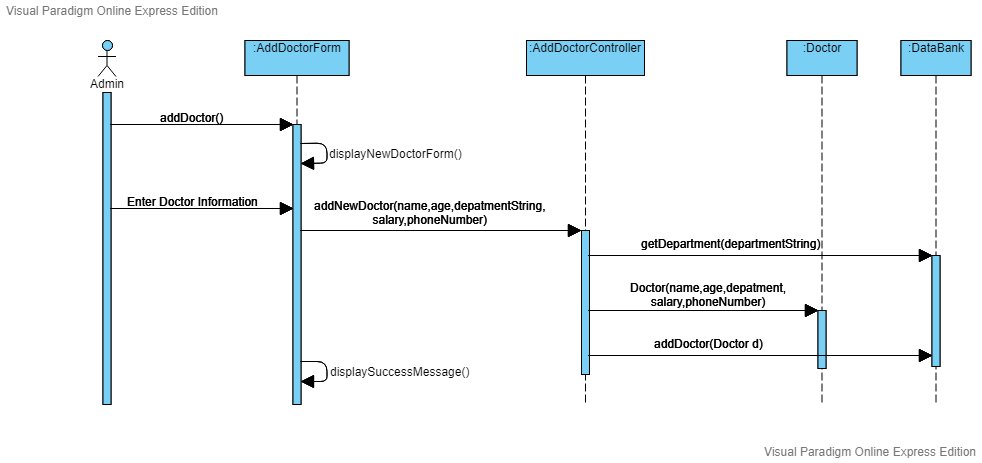 Visual Paradigm Online Express Edition
:AddDoctorForm
:AddDoctorController
:Doctor
:DataBank
Admin
addDoctor()
displayNewDoctorForm()
Enter Doctor Information
addNewDoctor(name,age,depatmentString,
salary,phoneNumber)
getDepartment(departmentString)
Doctor(name,age,depatment,
salary,phoneNumber)
addDoctor(Doctor d)
displaySuccessMessage()
Visual Paradigm Online Express Edition